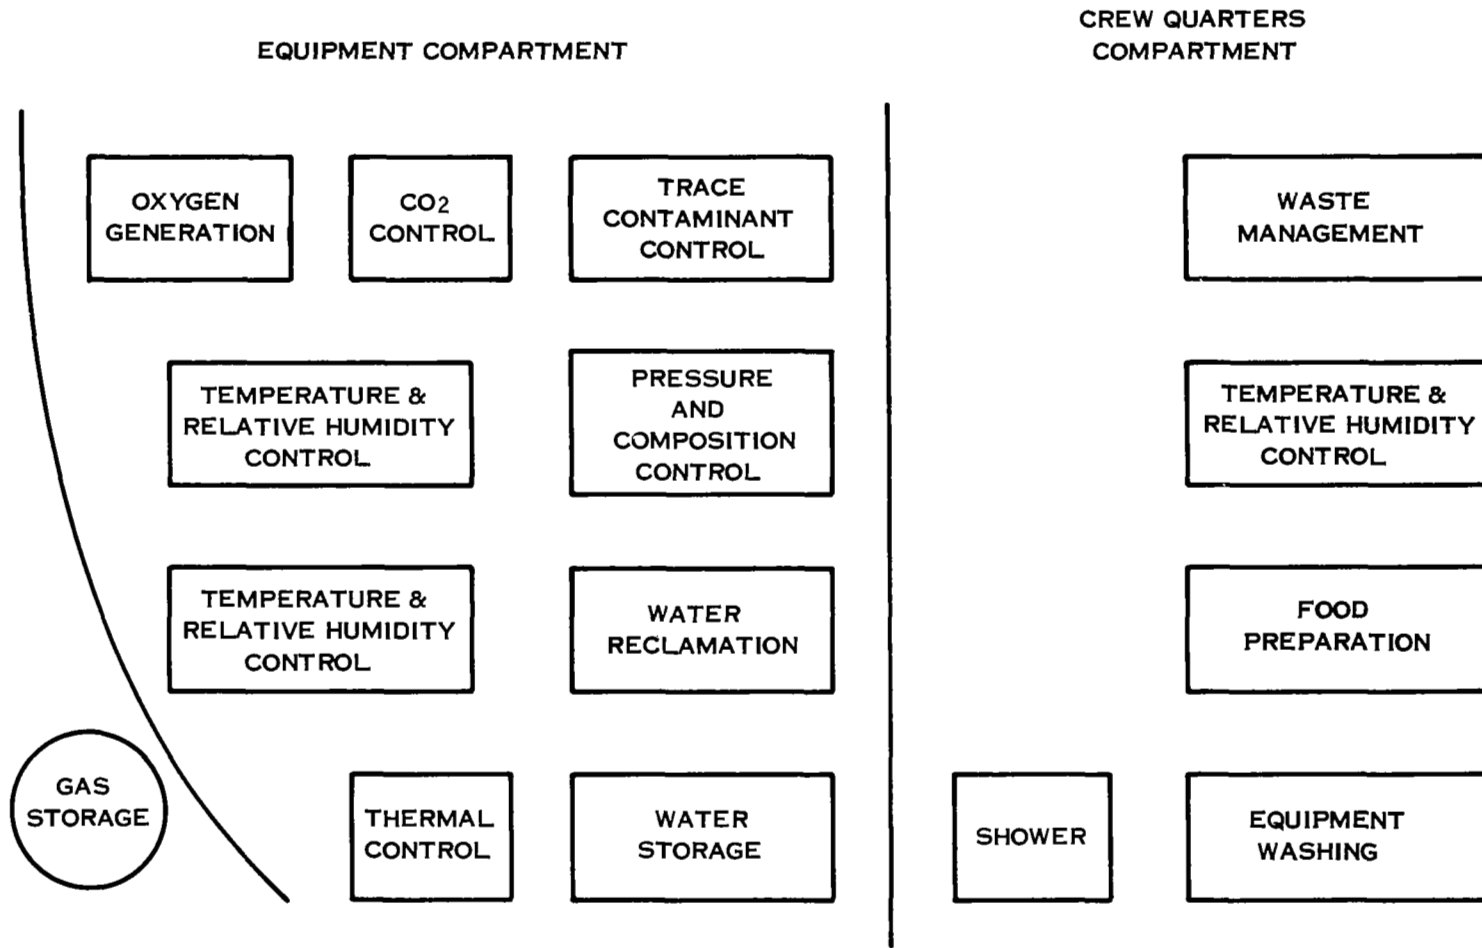 EQUIPMENT COMPARTMENT
CREW QUARTERS
COMPARTMENT
OXYGEN
GENERATION
CO2
CONTROL
TRACE
CONTAMINANT
CONTROL
WASTE
MANAGEMENT
TEMPERATURE &
RELATIVE HUMIDITY
CONTROL
PRESSURE
AND
COMPOSITION
CONTROL
TEMPERATURE &
RELATIVE HUMIDITY
CONTROL
TEMPERATURE &
RELATIVE HUMIDITY
CONTROL
WATER
RECLAMATION
FOOD
PREPARATION
GAS
STORAGE
THERMAL
CONTROL
WATER
STORAGE
SHOWER
EQUIPMENT
WASHING